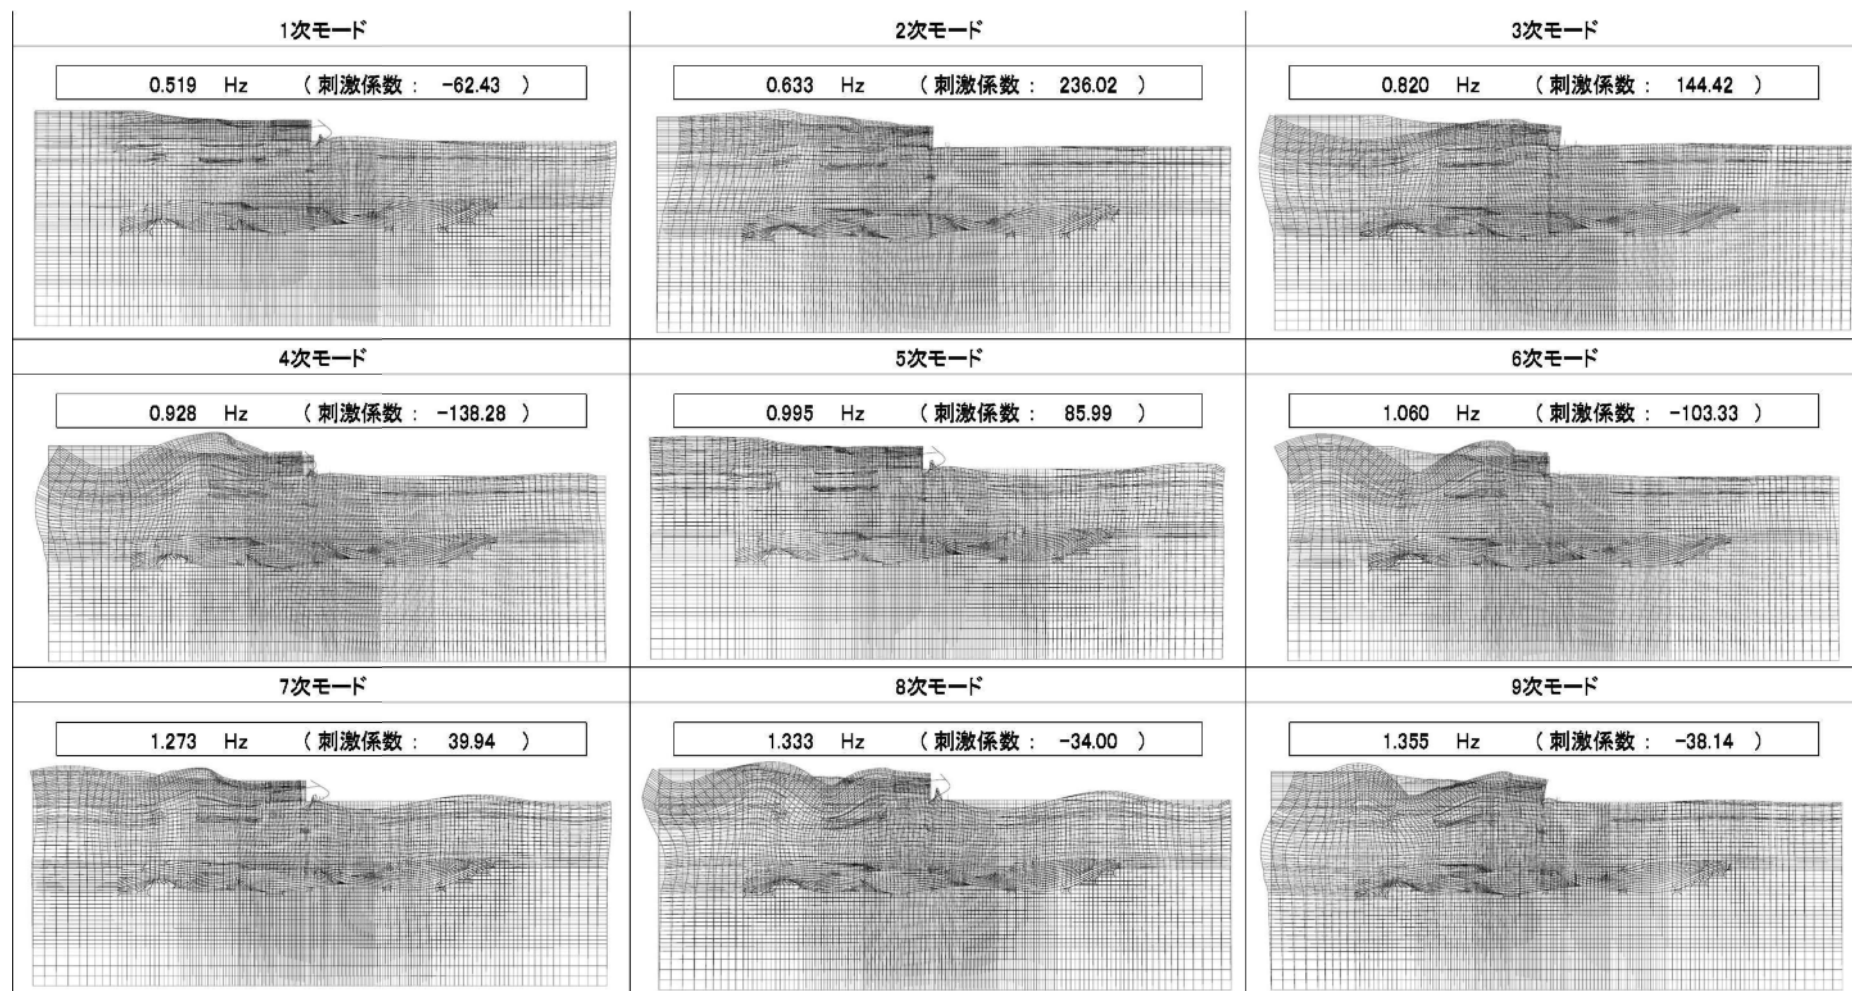 1次モード
0.519 Hz （ 刺激係数 ： -62.43 ）
2次モード
0.633 Hz （ 刺激係数 ： 236.02 ）
3次モード
0.820 Hz （ 刺激係数 ： 144.42 ）
4次モード
0.928 Hz （ 刺激係数 ： -138.28 ）
5次モード
0.995 Hz （ 刺激係数 ： 85.99 ）
6次モード
1.060 Hz （ 刺激係数 ： -103.33 ）
7次モード
1.273 Hz （ 刺激係数 ： 39.94 ）
8次モード
1.333 Hz （ 刺激係数 ： -34.00 ）
9次モード
1.355 Hz （ 刺激係数 ： -38.14 ）